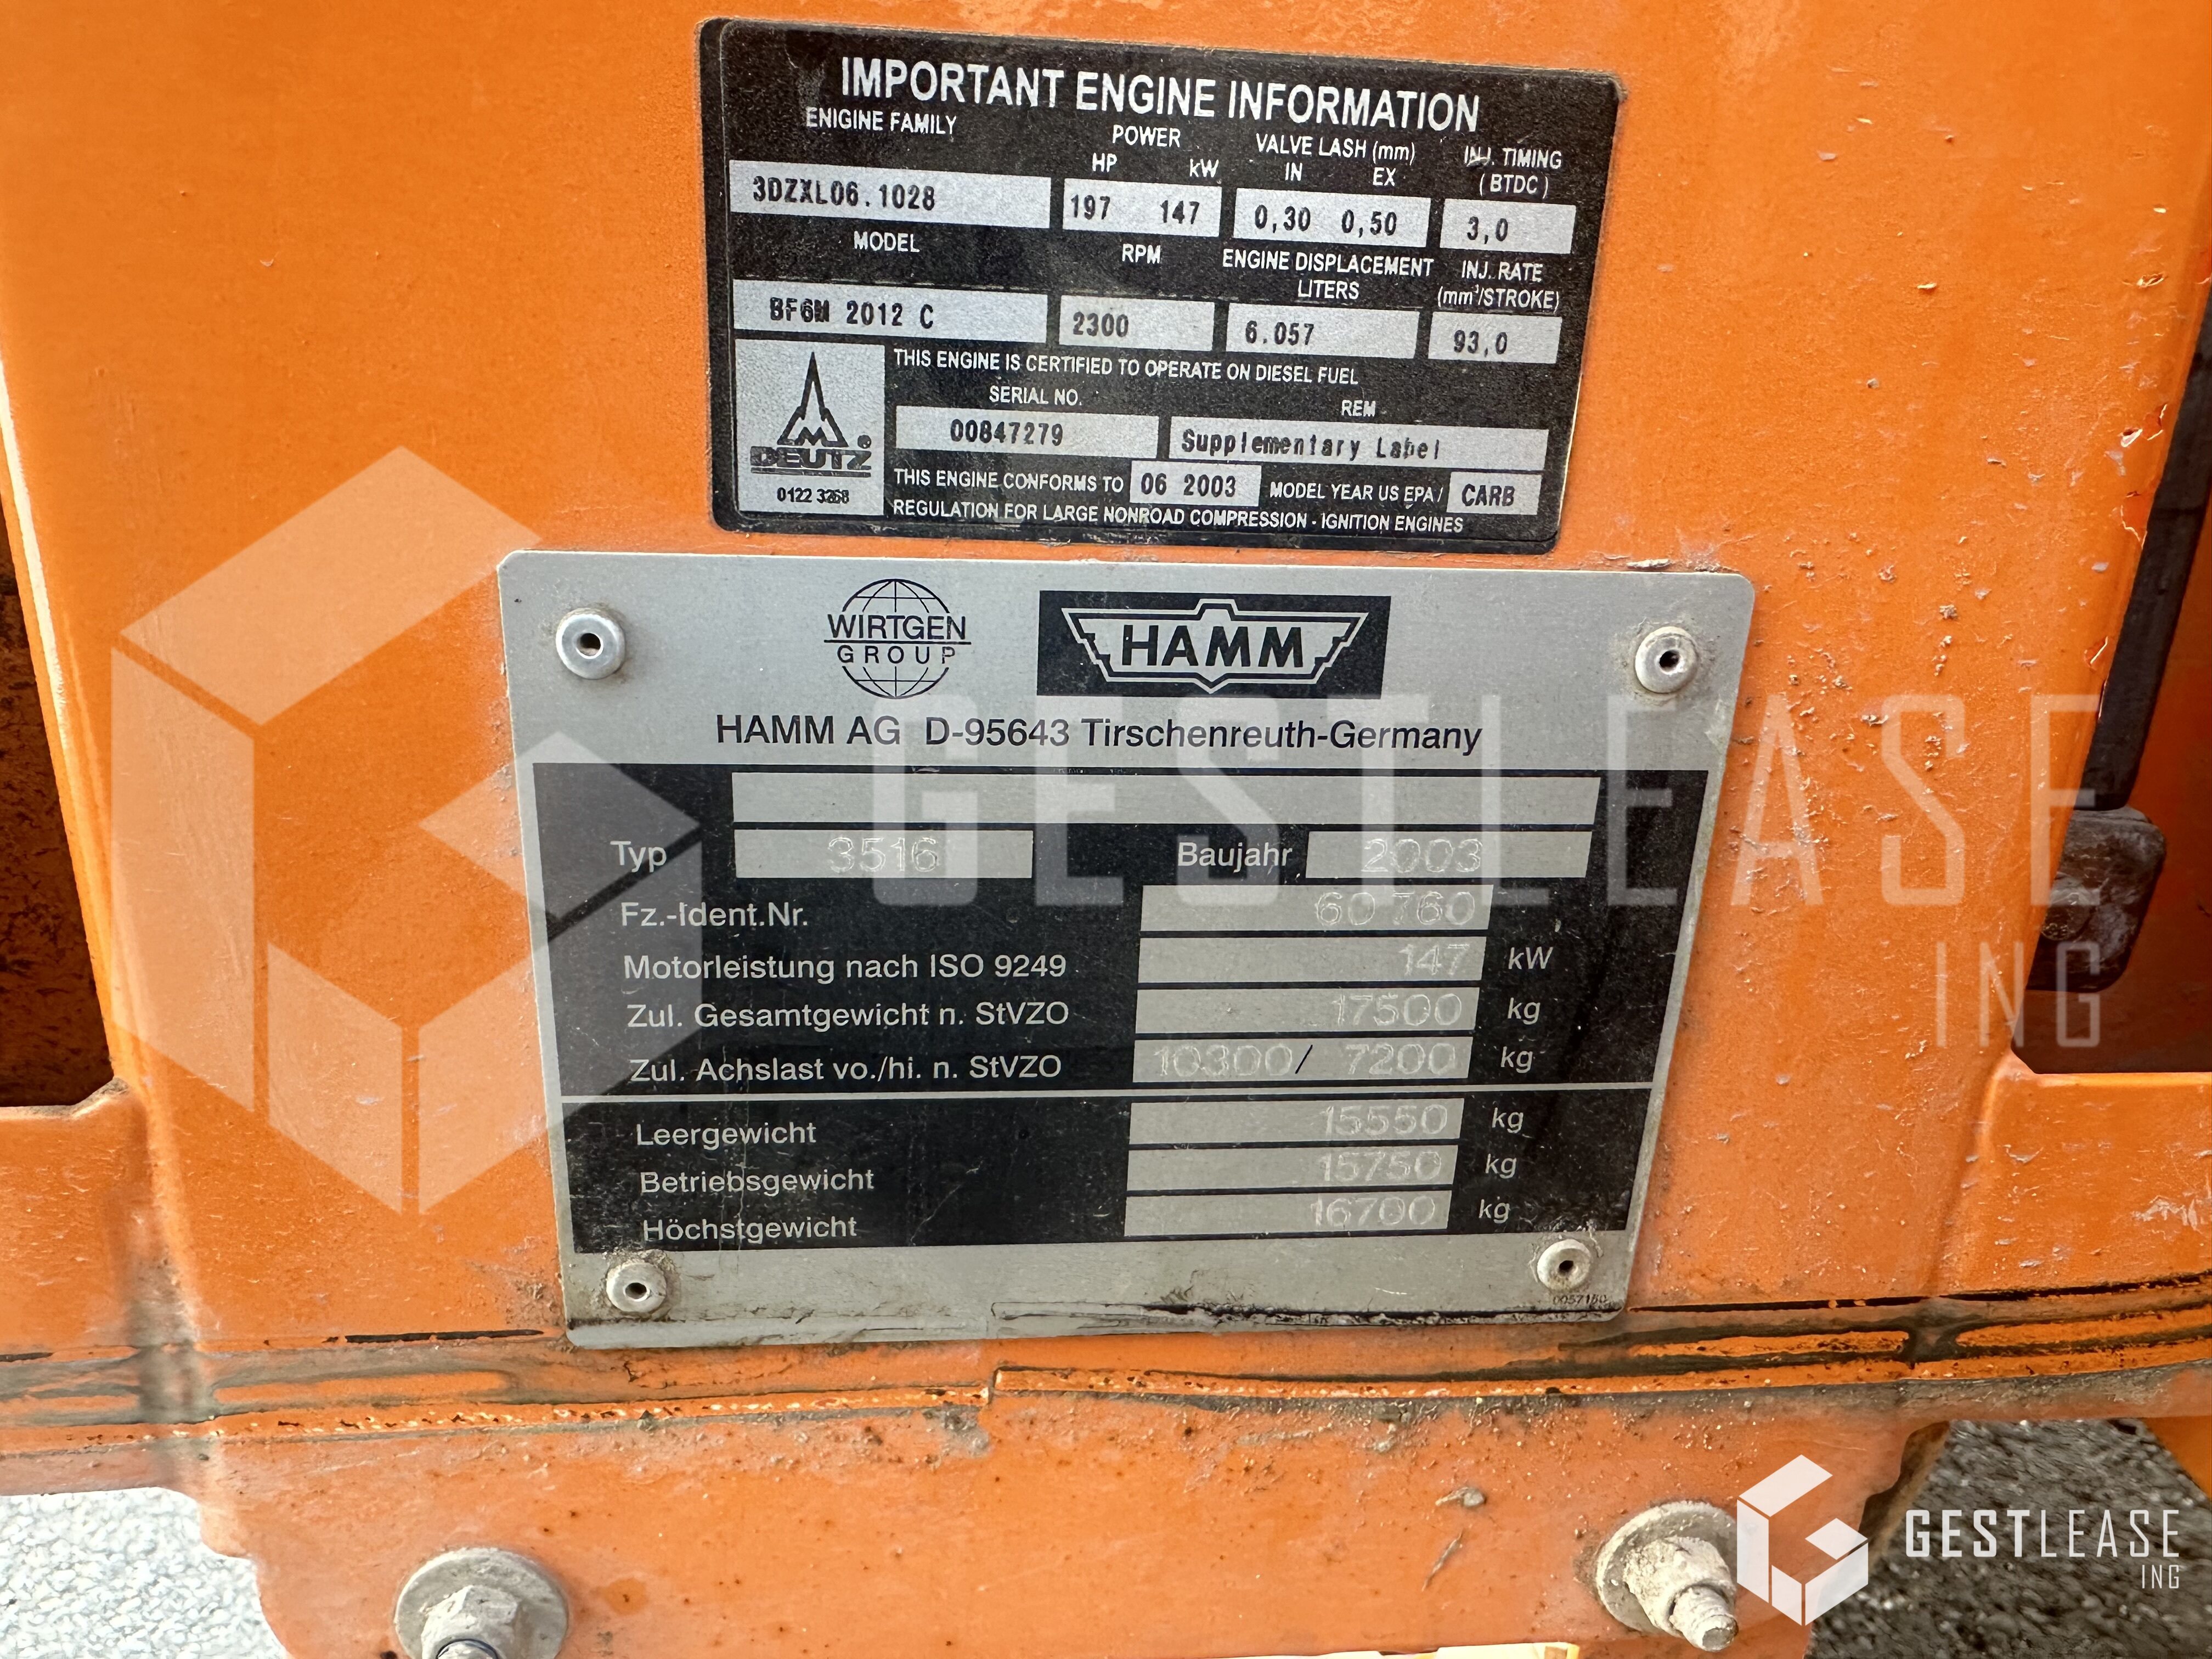 IMPORTANT ENGINE INFORMATION
ENIGINE FAMILY
POWER
HP kW
VALVE LASH (mm)
IN EX
INJ. TIMING
(BTDC)
3DZXL06.1028
197 147
0,30 0,50
3,0
MODEL
RPM
ENGINE DISPLACEMENT
LITERS
INJ. RATE
(mm³/STROKE)
BF6M 2012 C
2300
6.057
93,0
THIS ENGINE IS CERTIFIED TO OPERATE ON DIESEL FUEL
SERIAL NO.
REM
00847279
Supplementary Label
DEUTZ ®
0122 3268
THIS ENGINE CONFORMS TO 06 2003 MODEL YEAR US EPA / CARB
REGULATION FOR LARGE NONROAD COMPRESSION - IGNITION ENGINES
WIRTGEN
GROUP
HAMM
HAMM AG D-95643 Tirschenreuth-Germany
Typ 3516 Baujahr 2003
Fz.-Ident.Nr. 60760
Motorleistung nach ISO 9249 147 kW
Zul. Gesamtgewicht n. StVZO 17500 kg
Zul. Achslast vo./hi. n. StVZO 10300/ 7200 kg
Leergewicht 15550 kg
Betriebsgewicht 15750 kg
Höchstgewicht 16700 kg
GESTLEASE
ING
GESTLEASE
ING